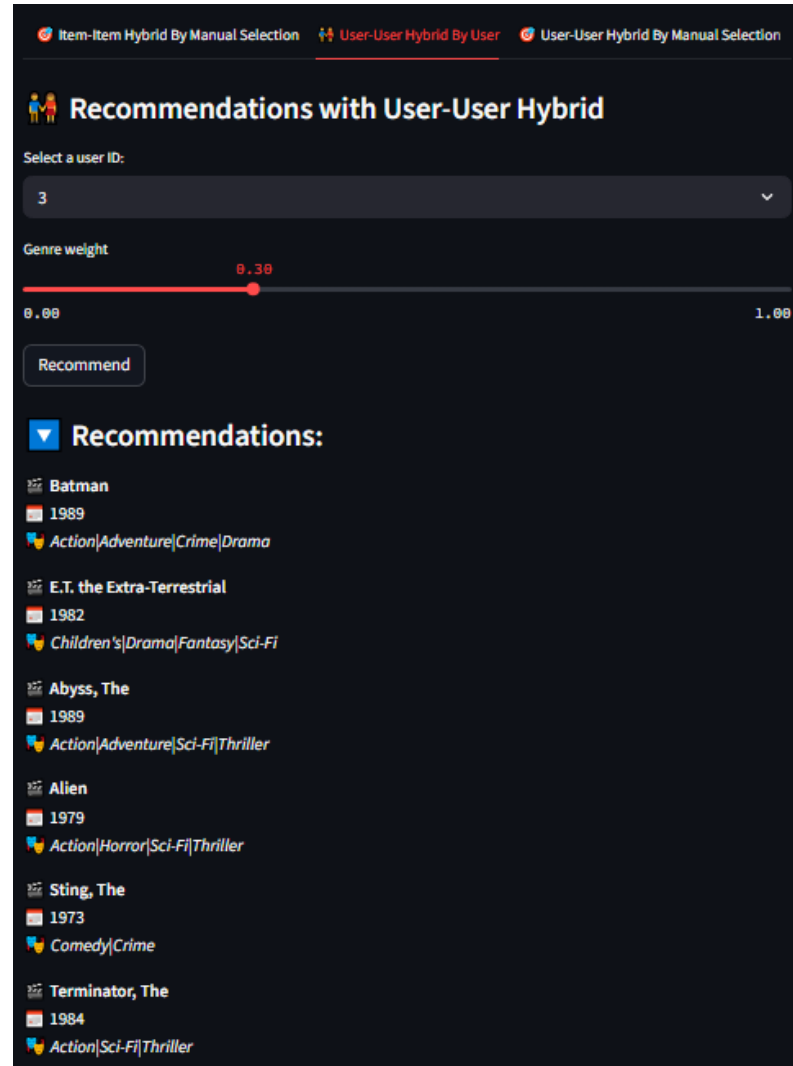 Item-Item Hybrid By Manual Selection User-User Hybrid By User User-User Hybrid By Manual Selection
Recommendations with User-User Hybrid
Select a user ID:
3
Genre weight
0.30
0.00 1.00
Recommend
Recommendations:
Batman
1989
Action|Adventure|Crime|Drama
E.T. the Extra-Terrestrial
1982
Children's|Drama|Fantasy|Sci-Fi
Abyss, The
1989
Action|Adventure|Sci-Fi|Thriller
Alien
1979
Action|Horror|Sci-Fi|Thriller
Sting, The
1973
Comedy|Crime
Terminator, The
1984
Action|Sci-Fi|Thriller